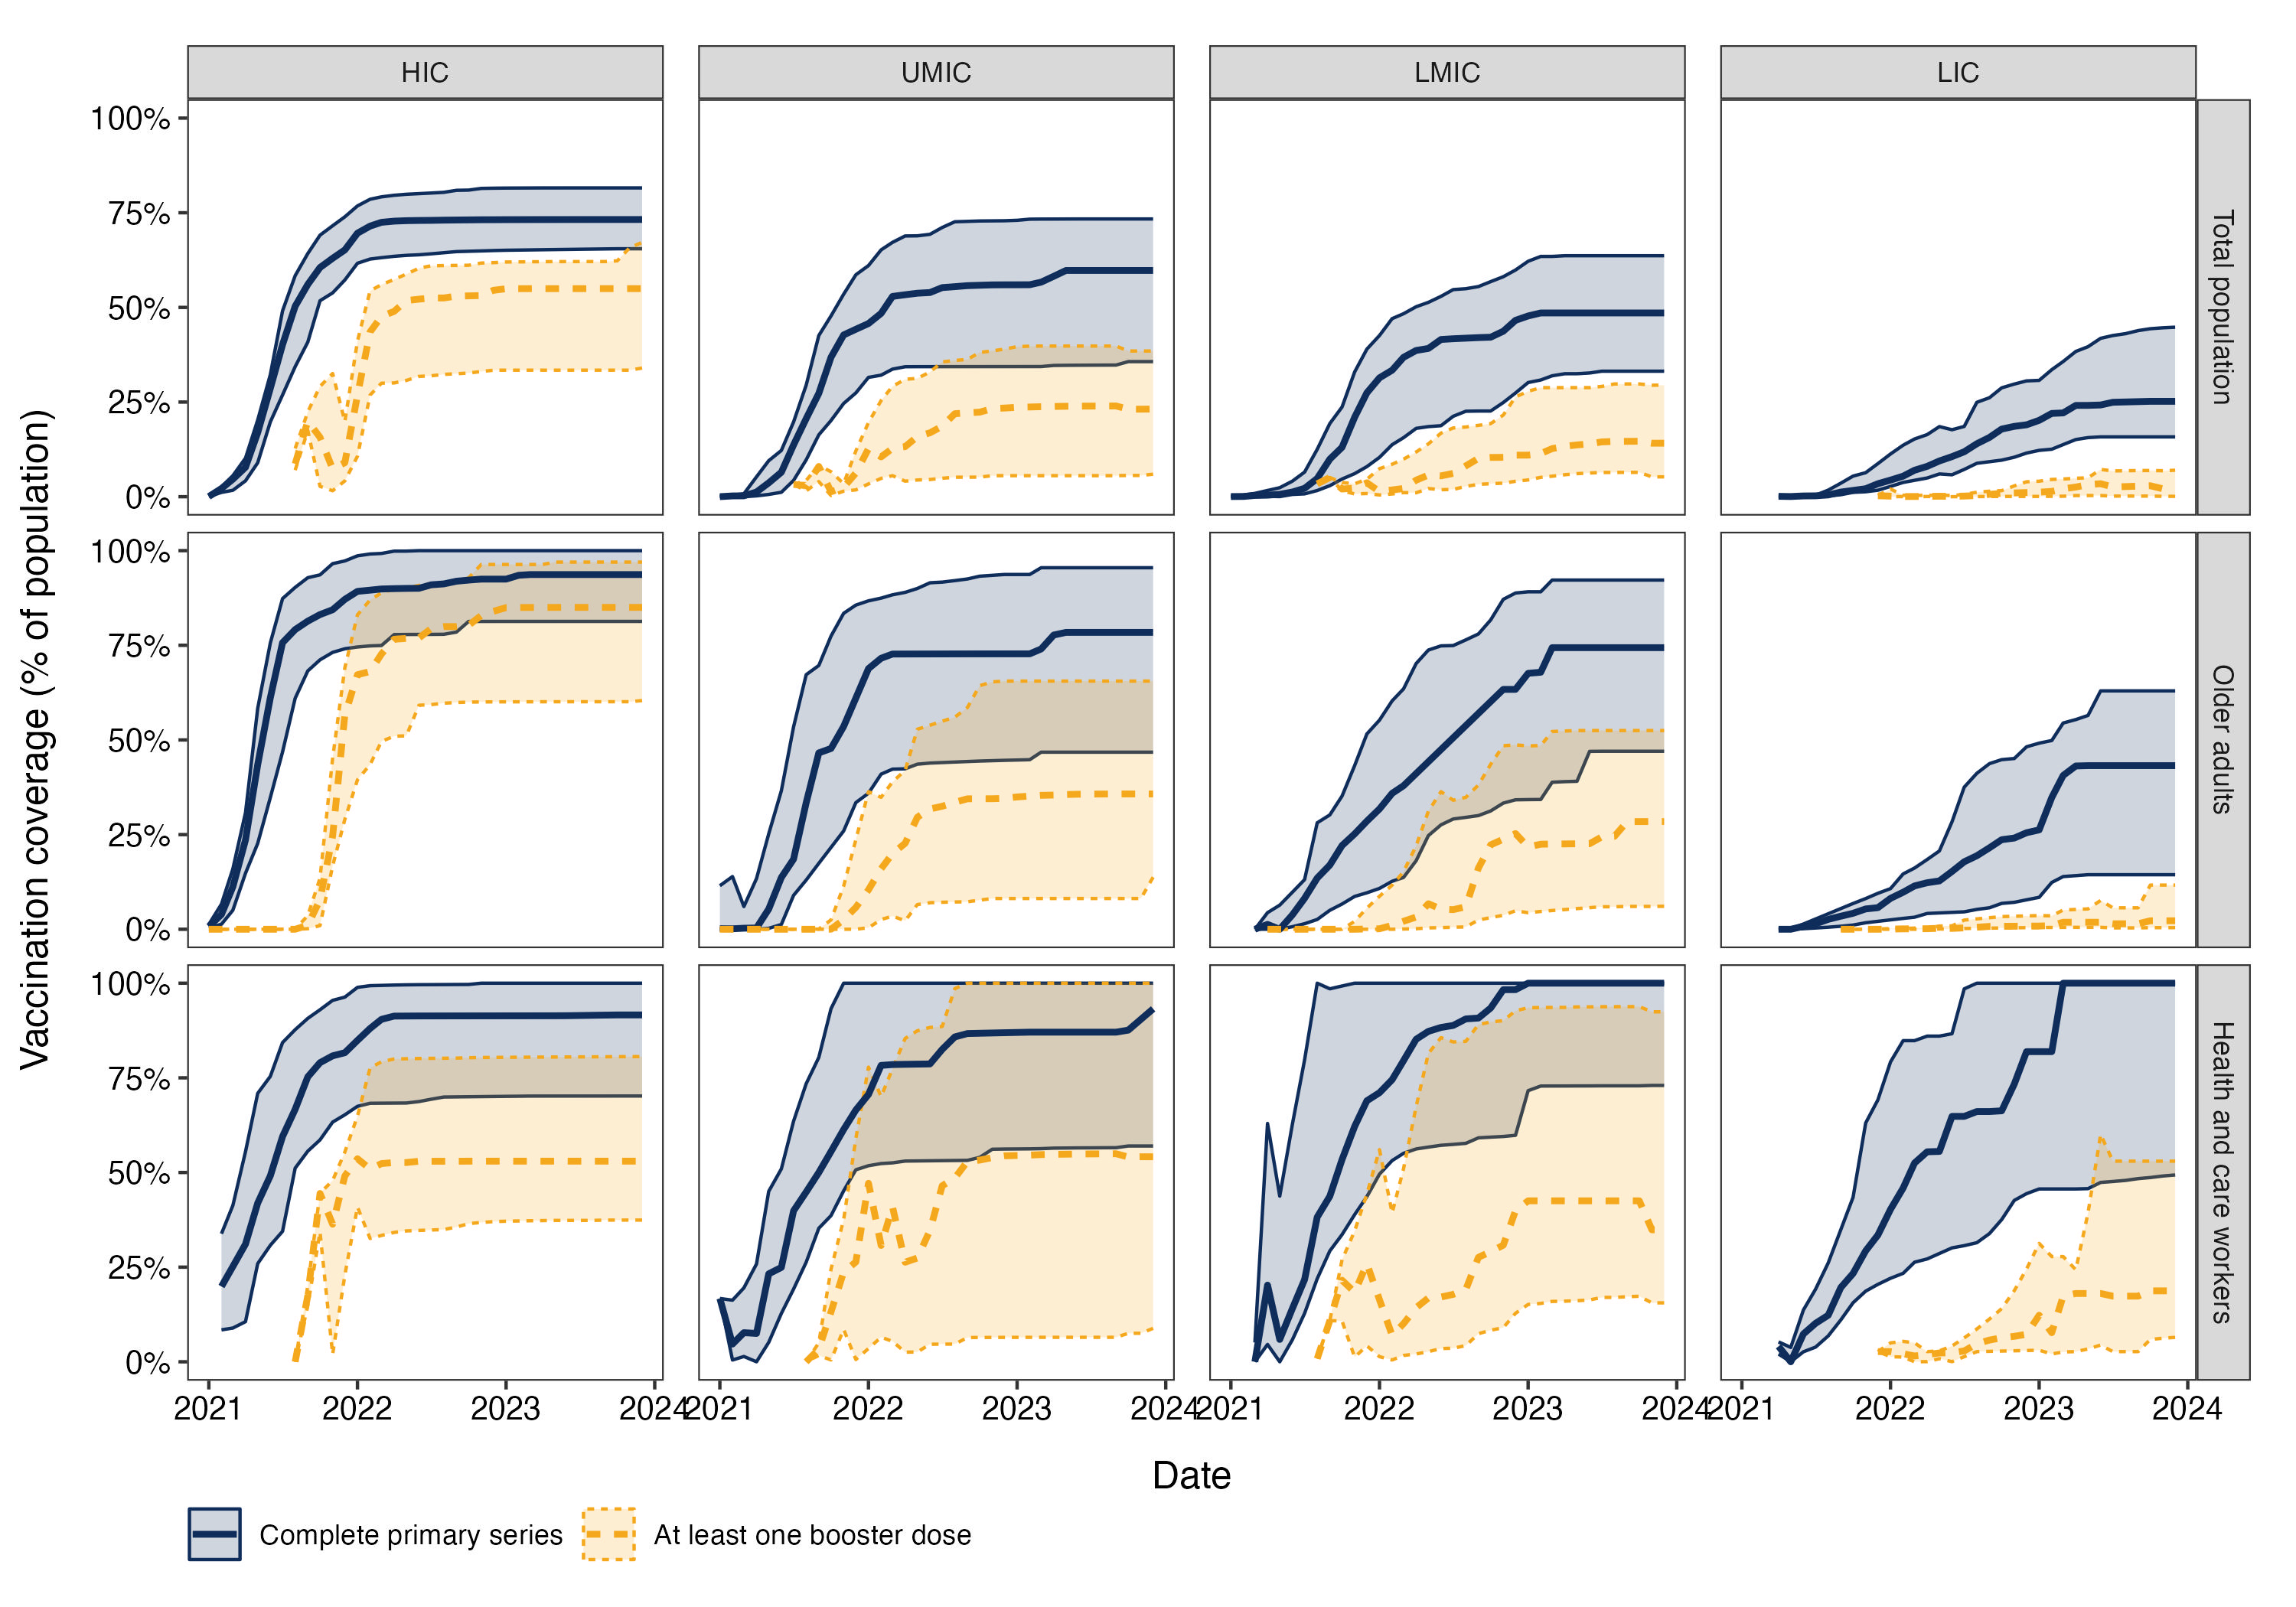 HIC
UMIC
LMIC
LIC
Vaccination coverage (% of population)
100%
75%
50%
25%
0%
Total population
100%
75%
50%
25%
0%
Older adults
100%
75%
50%
25%
0%
Health and care workers
2021 2022 2023 2024
2021 2022 2023 2024
2021 2022 2023 2024
2021 2022 2023 2024
Date
Complete primary series
At least one booster dose